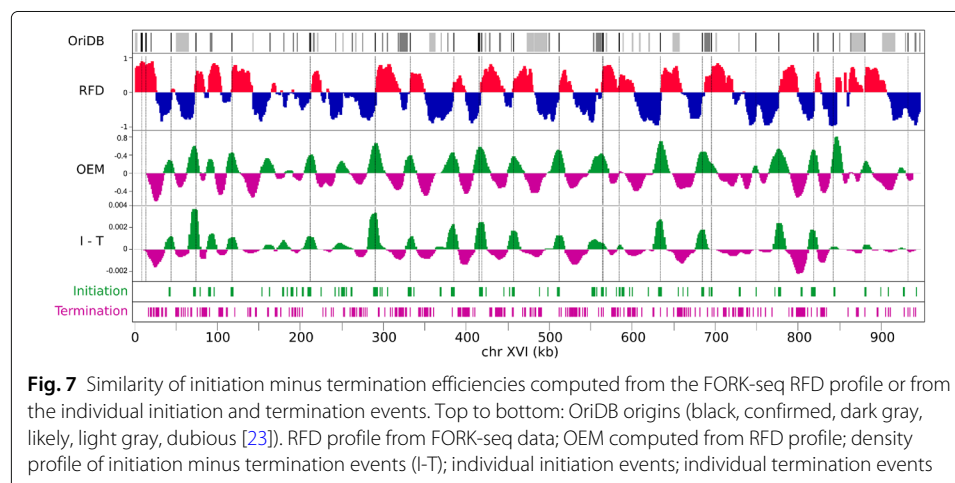 OriDB
1
RFD
0
-1
0.8
-0.4
OEM
0
-0.4
0.004
0.002
I - T
0
-0.002
Initiation
Termination
0 100 200 300 400 500 600 700 800 900
chr XVI (kb)
Fig. 7 Similarity of initiation minus termination efficiencies computed from the FORK-seq RFD profile or from
the individual initiation and termination events. Top to bottom: OriDB origins (black, confirmed, dark gray,
likely, light gray, dubious [23]). RFD profile from FORK-seq data; OEM computed from RFD profile; density
profile of initiation minus termination events (I-T); individual initiation events; individual termination events